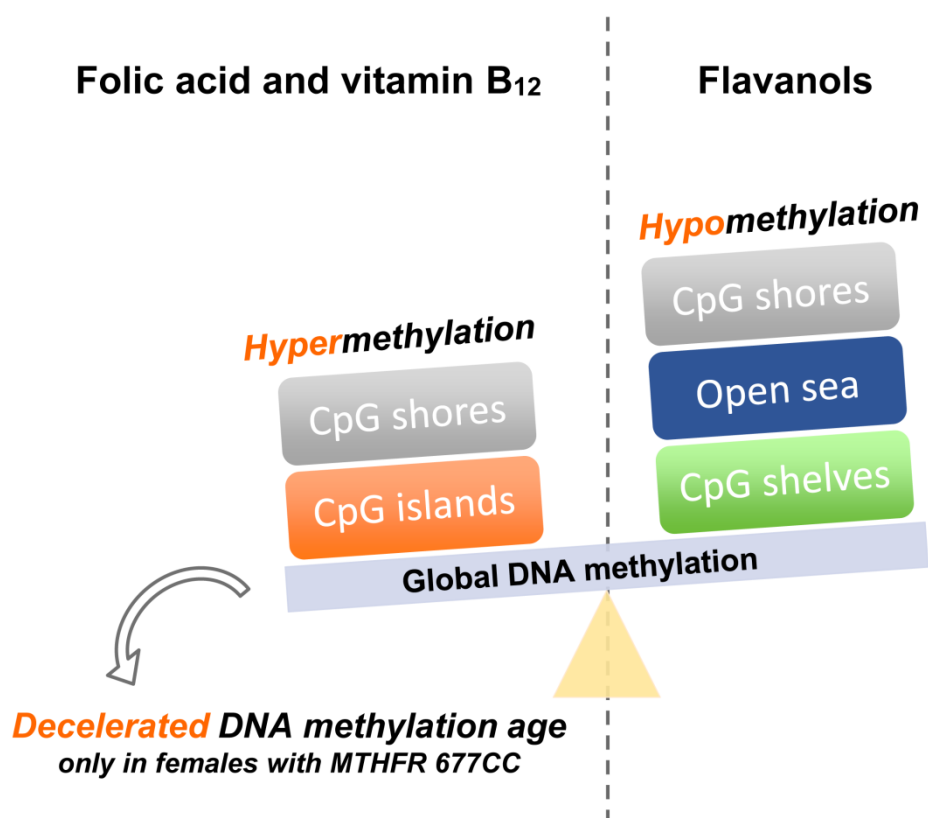 Folic acid and vitamin B₁₂
Hypermethylation
CpG shores
CpG islands
Flavanols
Hypomethylation
CpG shores
Open sea
CpG shelves
Global DNA methylation
Decelerated DNA methylation age
only in females with MTHFR 677CC